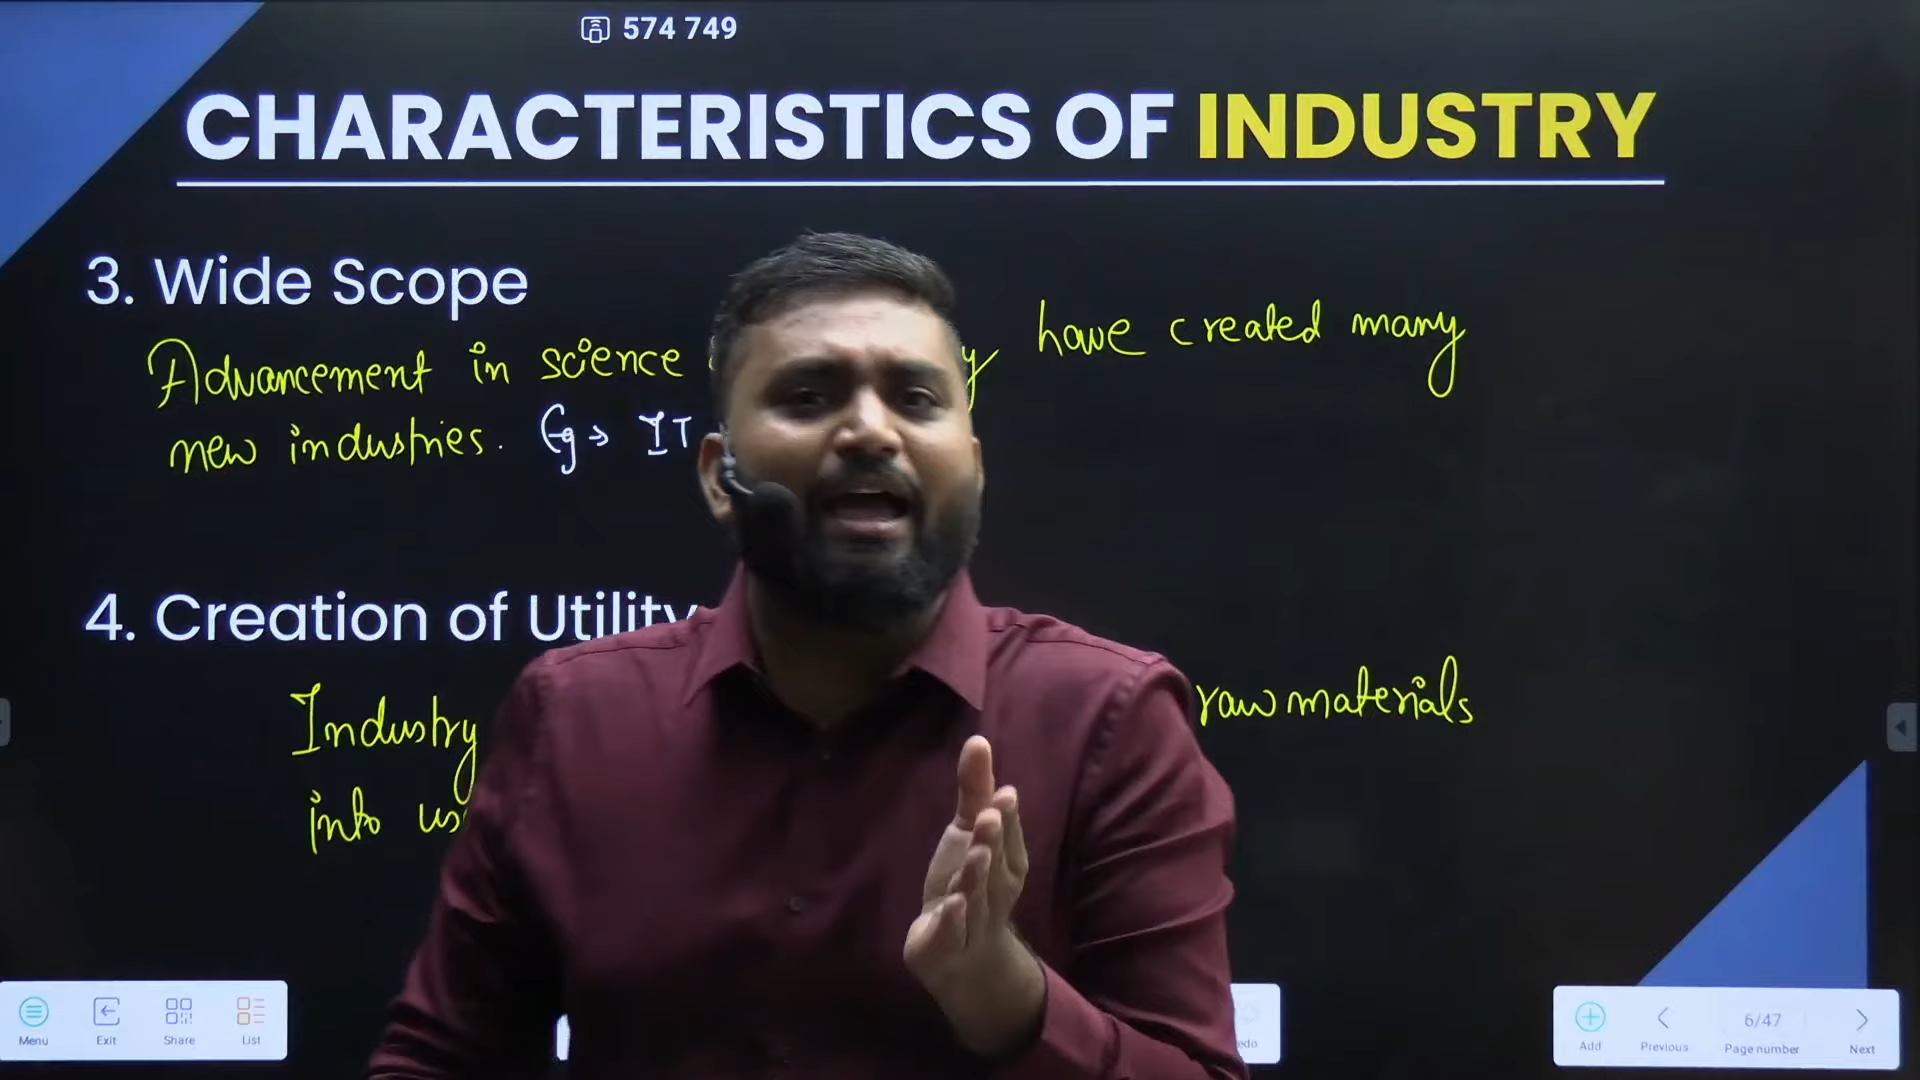 574 749
CHARACTERISTICS OF INDUSTRY
3. Wide Scope
Advancement in science have created many
new industries. Eg → IT
4. Creation of Utility
Industry raw materials
into
Menu
Exit
Share
List
Add
Previous
6/47
Page number
Next